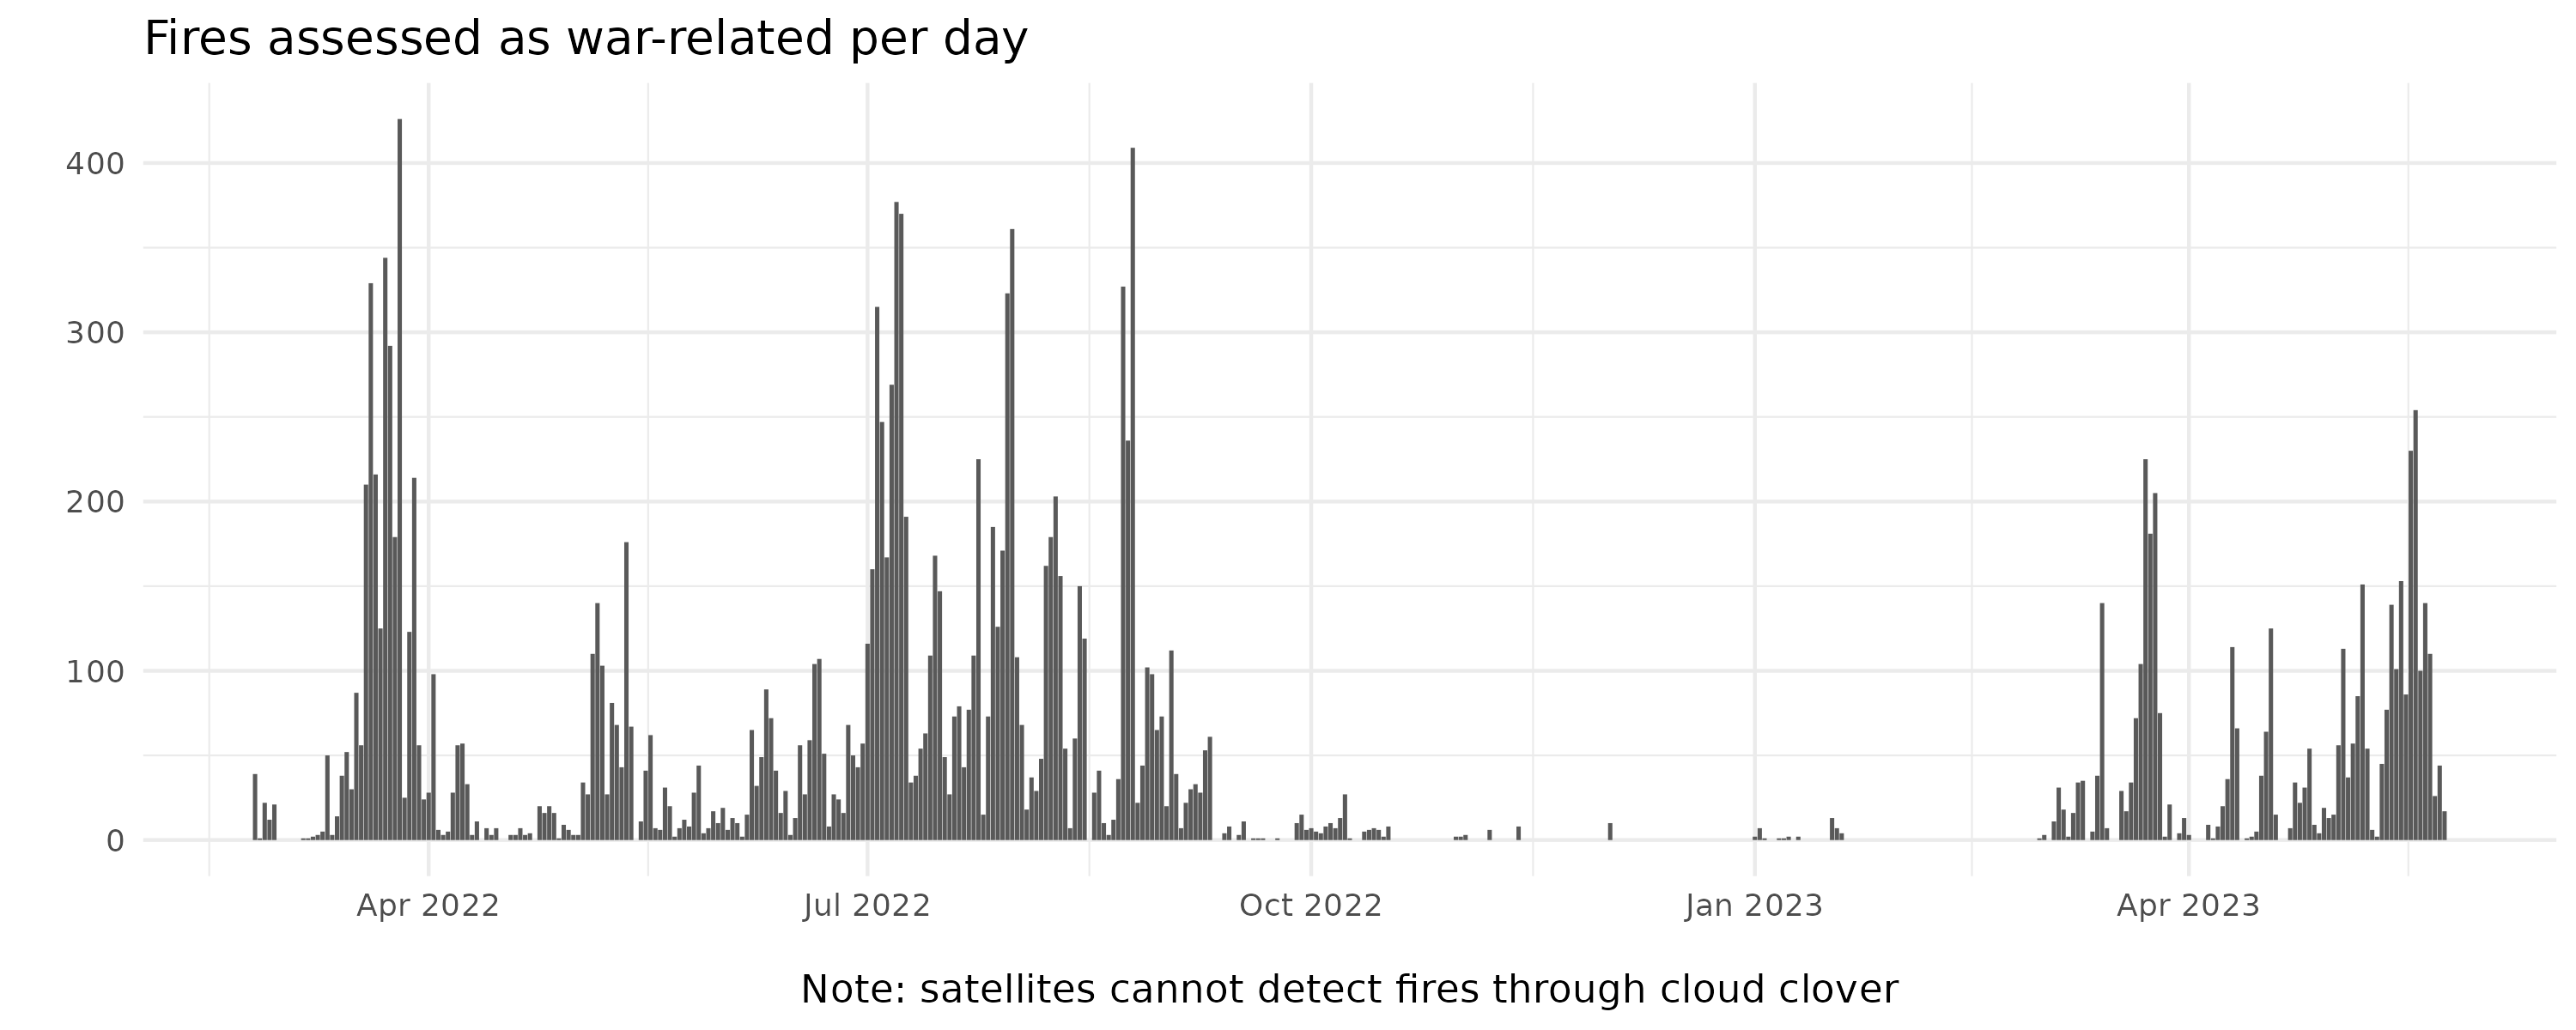 Fires assessed as war-related per day
400
300
200
100
0
Apr 2022
Jul 2022
Oct 2022
Jan 2023
Apr 2023
Note: satellites cannot detect fires through cloud clover